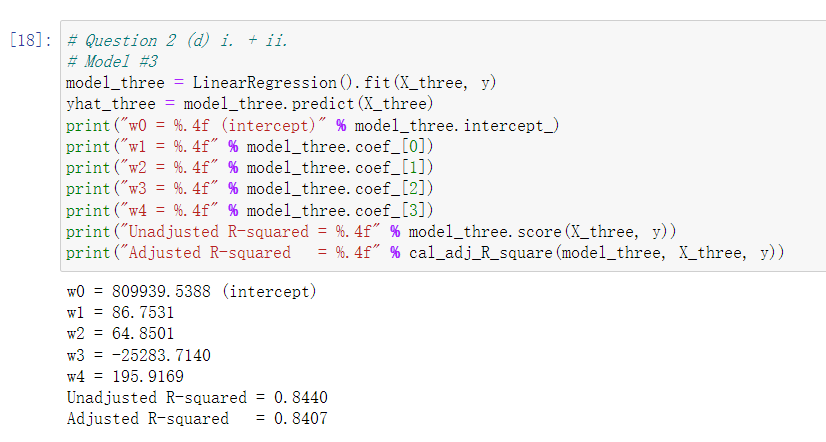 [18]: # Question 2 (d) i. + ii.
# Model #3
model_three = LinearRegression().fit(X_three, y)
yhat_three = model_three.predict(X_three)
print("w0 = %.4f (intercept)" % model_three.intercept_)
print("w1 = %.4f" % model_three.coef_[0])
print("w2 = %.4f" % model_three.coef_[1])
print("w3 = %.4f" % model_three.coef_[2])
print("w4 = %.4f" % model_three.coef_[3])
print("Unadjusted R-squared = %.4f" % model_three.score(X_three, y))
print("Adjusted R-squared   = %.4f" % cal_adj_R_square(model_three, X_three, y))
w0 = 809939.5388 (intercept)
w1 = 86.7531
w2 = 64.8501
w3 = -25283.7140
w4 = 195.9169
Unadjusted R-squared = 0.8440
Adjusted R-squared   = 0.8407